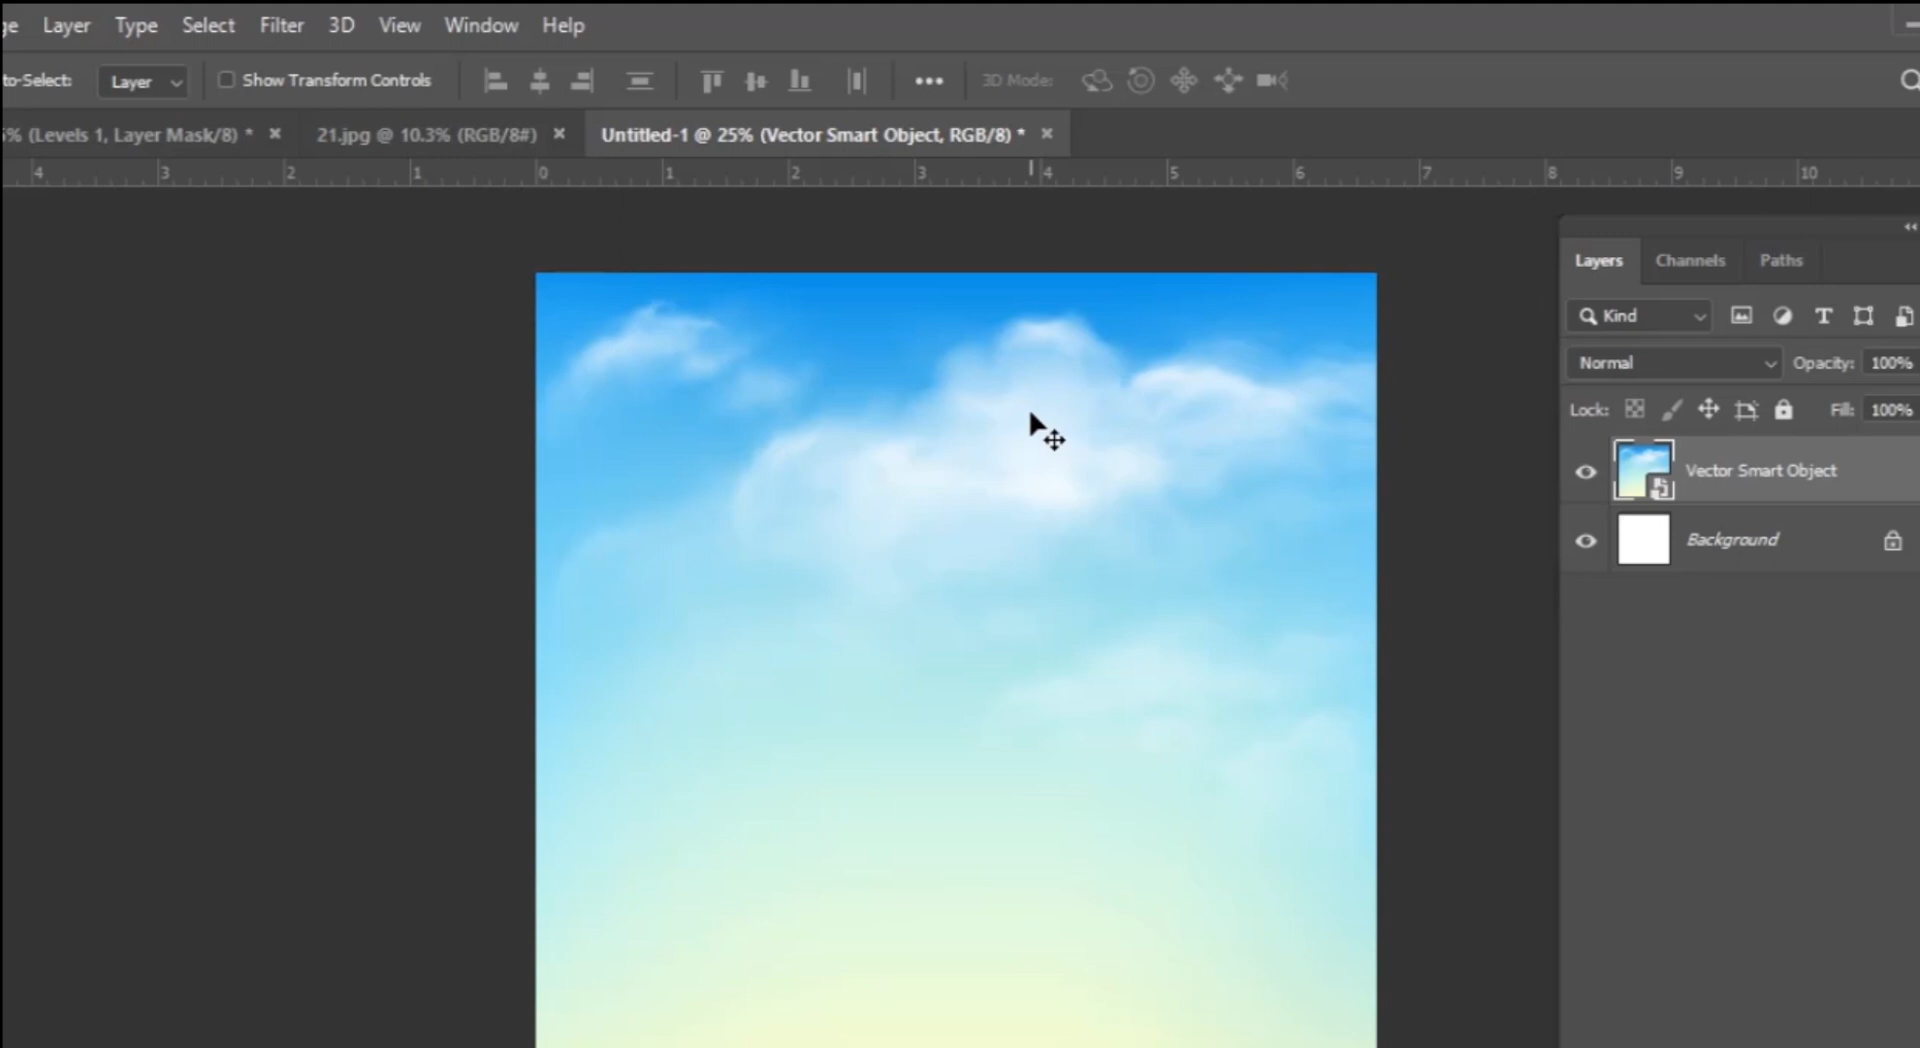 ge Layer Type Select Filter 3D View Window Help
to-Select: Layer Show Transform Controls ••• 3D Mode:
5% (Levels 1, Layer Mask/8) * × 21.jpg @ 10.3% (RGB/8#) × Untitled-1 @ 25% (Vector Smart Object, RGB/8) * ×
4 3 2 1 0 1 2 3 4 5 6 7 8 9 10
Layers Channels Paths
Kind
Normal Opacity: 100%
Lock: Fill: 100%
Vector Smart Object
Background